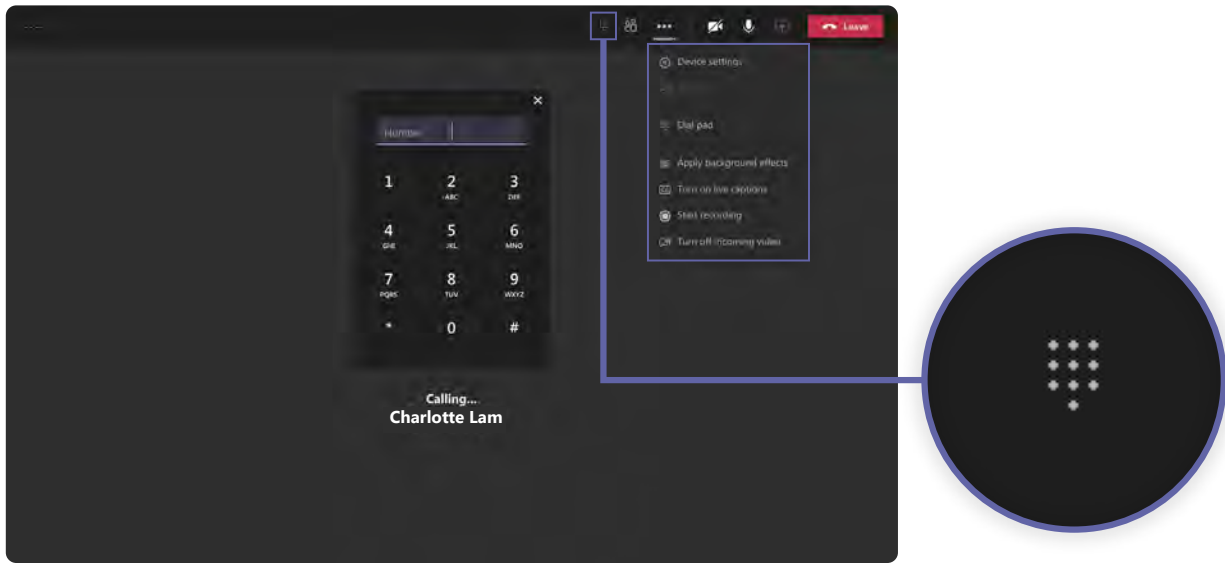 Leave
Device settings
Dial pad
Apply background effects
Turn on live captions
Start recording
Turn off incoming video
Number
1 2 3
ABC DEF
4 5 6
GHI JKL MNO
7 8 9
PQRS TUV WXYZ
* 0 #
Calling...
Charlotte Lam